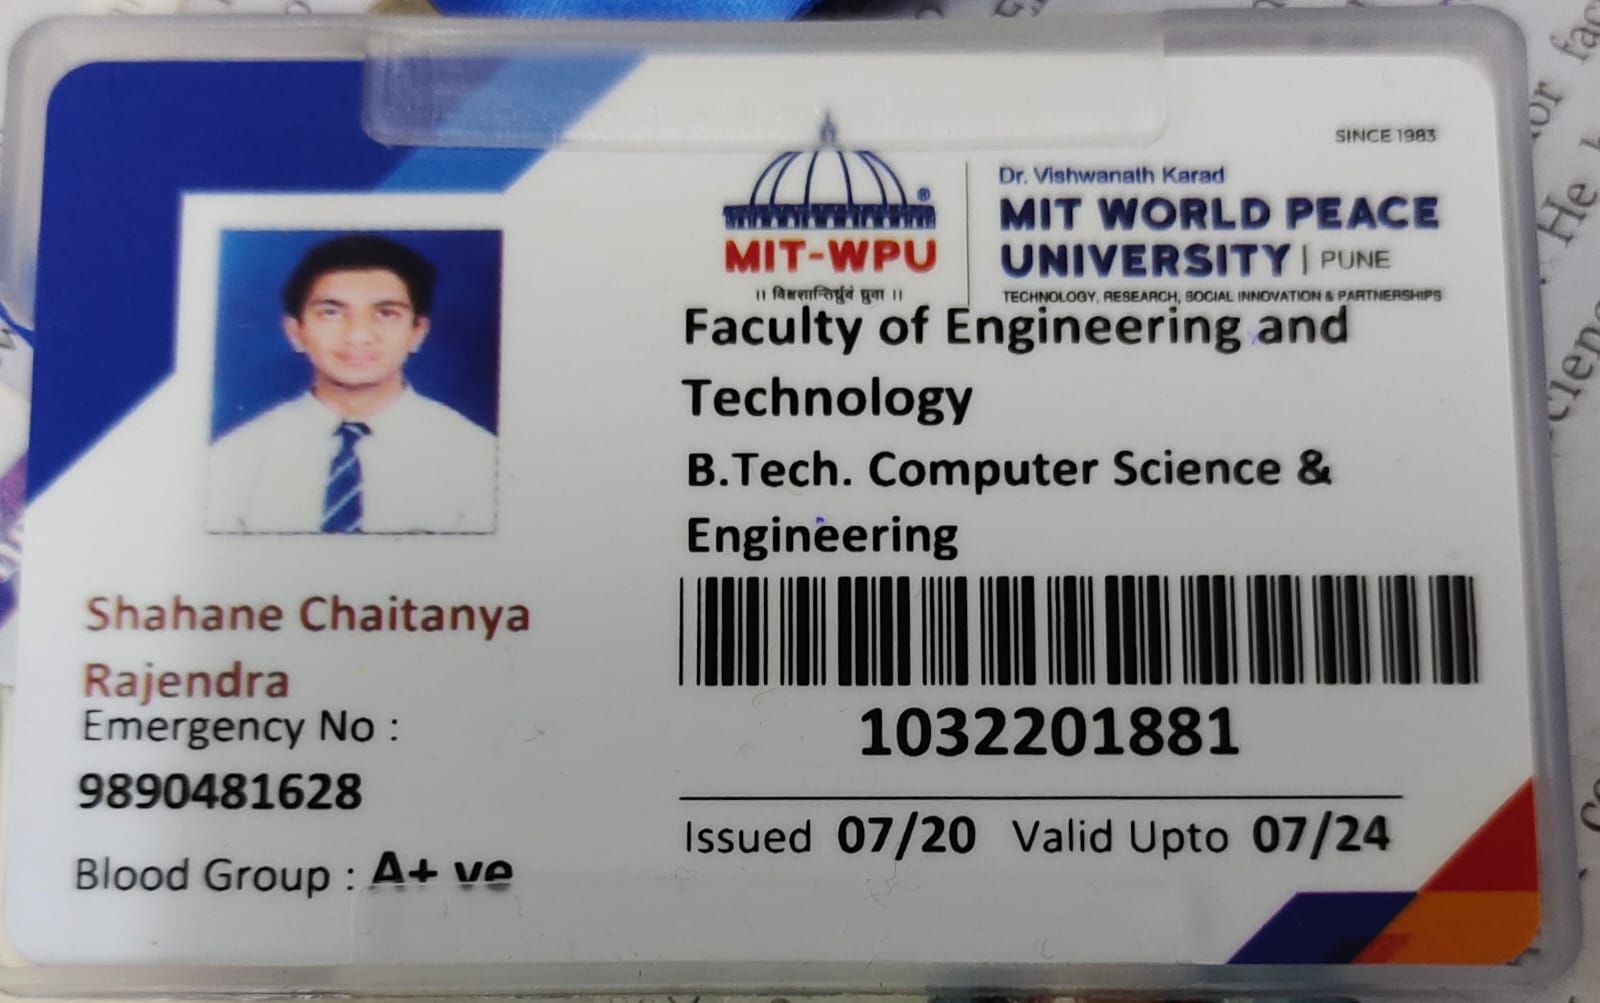 SINCE 1983
Dr. Vishwanath Karad
MIT WORLD PEACE
UNIVERSITY | PUNE
TECHNOLOGY, RESEARCH, SOCIAL INNOVATION & PARTNERSHIPS
MIT-WPU
Faculty of Engineering and
Technology
B.Tech. Computer Science &
Engineering
1032201881
Issued 07/20 Valid Upto 07/24
Shahane Chaitanya
Rajendra
Emergency No :
9890481628
Blood Group : A+ ve